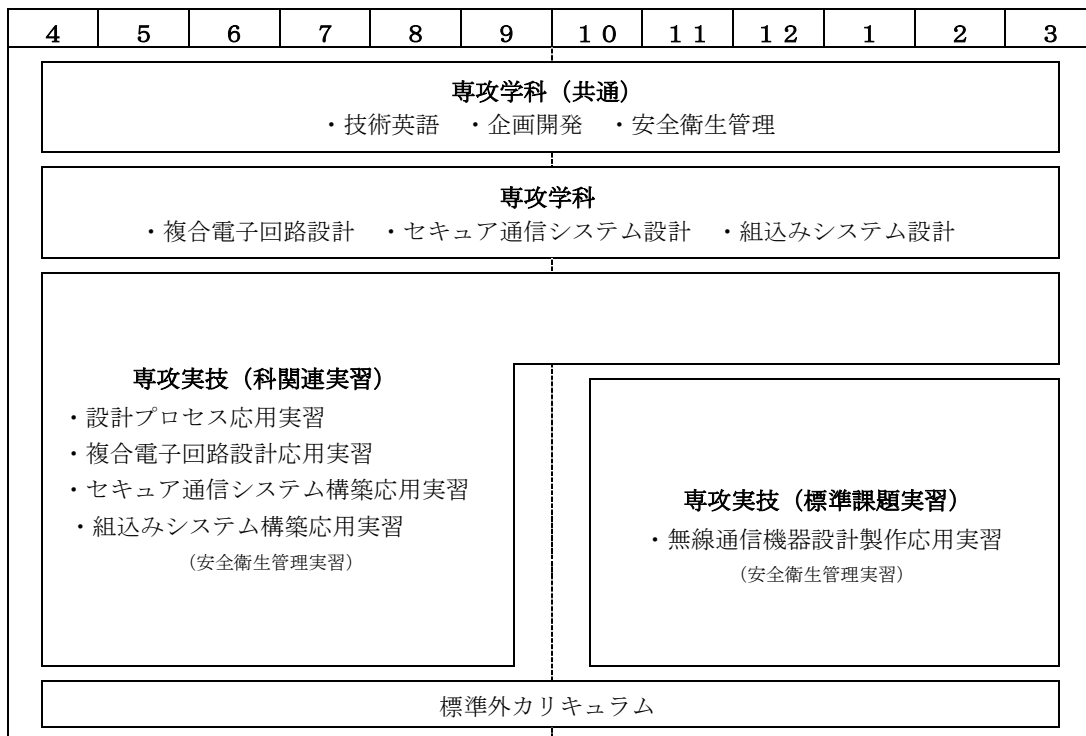 ４ ５ ６ ７ ８ ９ １０ １１ １２ １ ２ ３
専攻学科（共通）
・技術英語　・企画開発　・安全衛生管理
専攻学科
・複合電子回路設計　・セキュア通信システム設計　・組込みシステム設計
専攻実技（科関連実習）
・設計プロセス応用実習
・複合電子回路設計応用実習
・セキュア通信システム構築応用実習
・組込みシステム構築応用実習
（安全衛生管理実習）
専攻実技（標準課題実習）
・無線通信機器設計製作応用実習
（安全衛生管理実習）
標準外カリキュラム